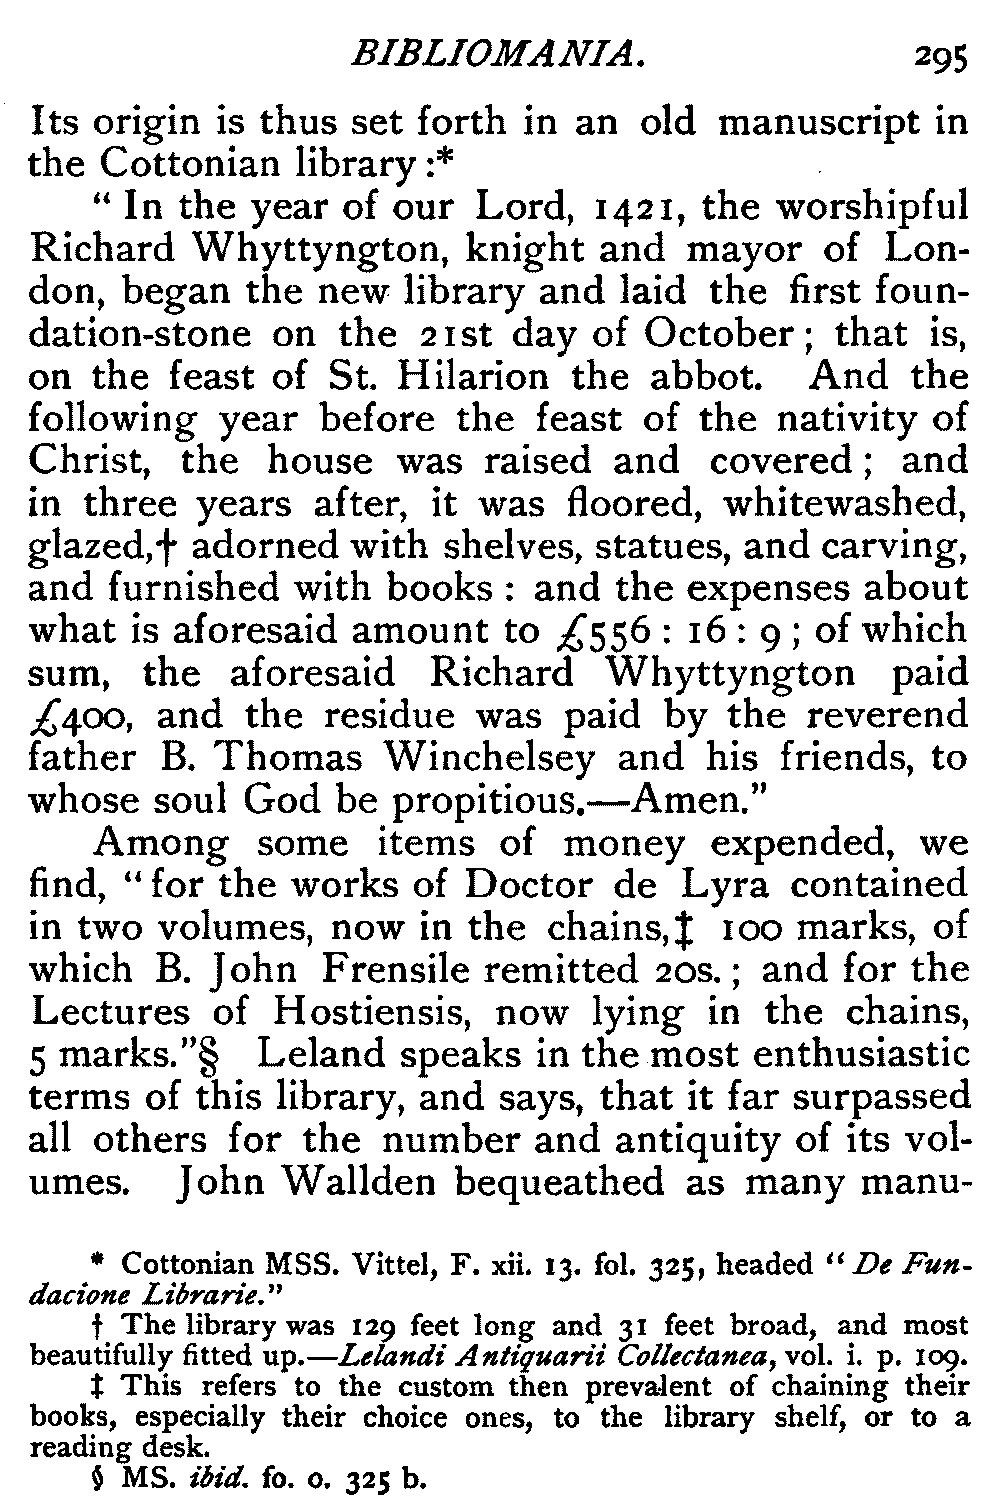 BIBLIOMANIA. 295
Its origin is thus set forth in an old manuscript in
the Cottonian library :*
“ In the year of our Lord, 1421, the worshipful
Richard Whyttyngton, knight and mayor of Lon-
don, began the new library and laid the first foun-
dation-stone on the 21st day of October ; that is,
on the feast of St. Hilarion the abbot. And the
following year before the feast of the nativity of
Christ, the house was raised and covered ; and
in three years after, it was floored, whitewashed,
glazed,† adorned with shelves, statues, and carving,
and furnished with books : and the expenses about
what is aforesaid amount to £556 : 16 : 9 ; of which
sum, the aforesaid Richard Whyttyngton paid
£400, and the residue was paid by the reverend
father B. Thomas Winchelsey and his friends, to
whose soul God be propitious.—Amen.”
Among some items of money expended, we
find, “ for the works of Doctor de Lyra contained
in two volumes, now in the chains,‡ 100 marks, of
which B. John Frensile remitted 20s. ; and for the
Lectures of Hostiensis, now lying in the chains,
5 marks.”§ Leland speaks in the most enthusiastic
terms of this library, and says, that it far surpassed
all others for the number and antiquity of its vol-
umes. John Wallden bequeathed as many manu-
* Cottonian MSS. Vittel, F. xii. 13. fol. 325, headed “ De Fun-
dacione Librarie.”
† The library was 129 feet long and 31 feet broad, and most
beautifully fitted up.—Lelandi Antiquarii Collectanea, vol. i. p. 109.
‡ This refers to the custom then prevalent of chaining their
books, especially their choice ones, to the library shelf, or to a
reading desk.
§ MS. ibid. fo. o. 325 b.